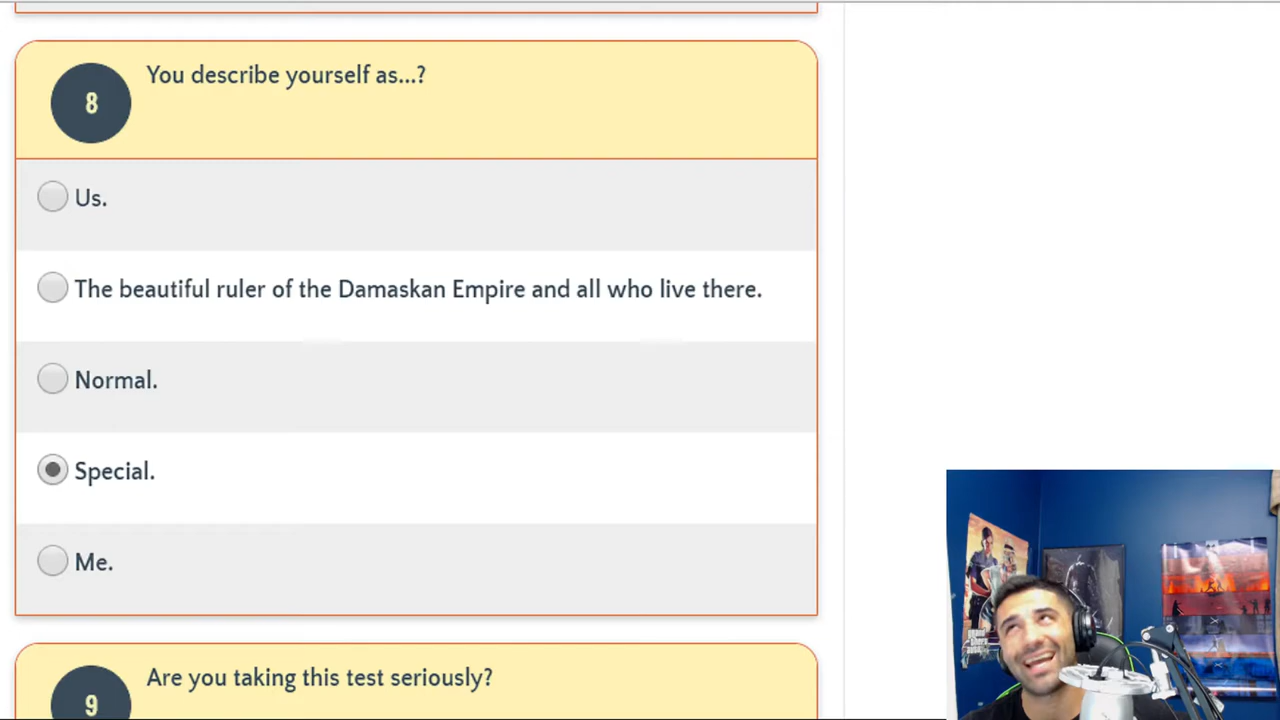 8
You describe yourself as...?
Us.
The beautiful ruler of the Damaskan Empire and all who live there.
Normal.
Special.
Me.
9
Are you taking this test seriously?